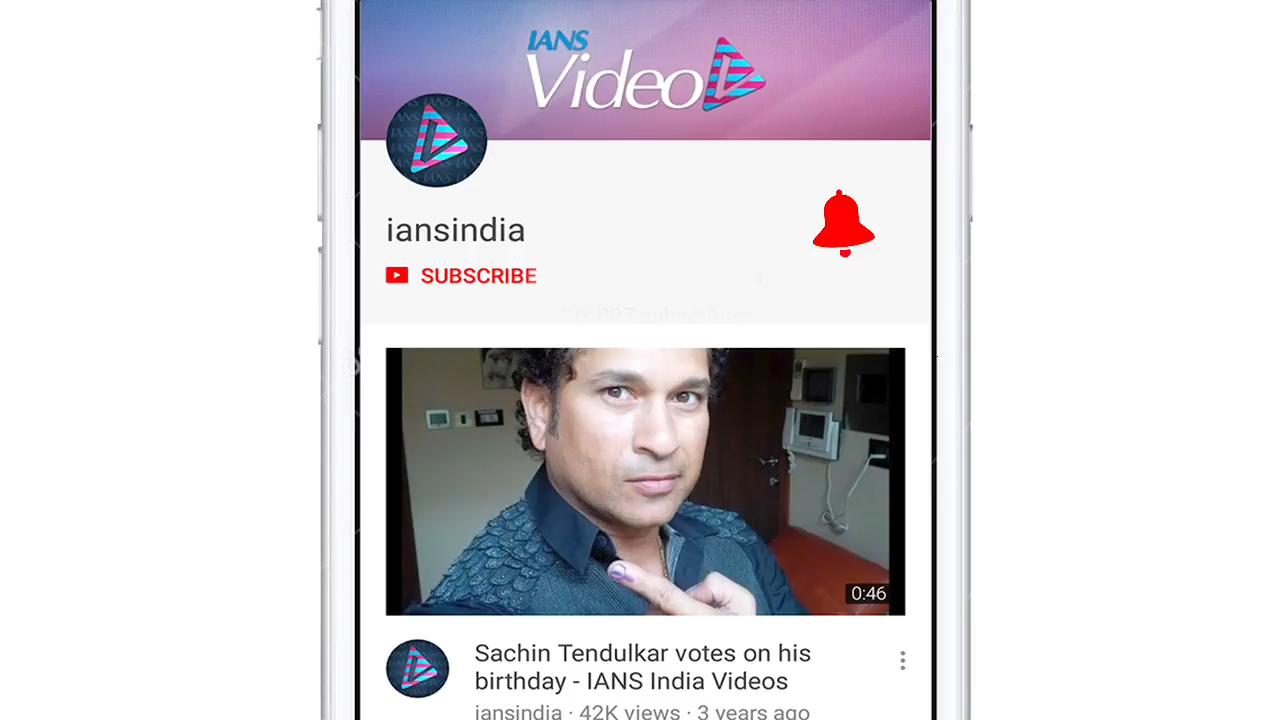 IANS
Video
iansindia
SUBSCRIBE
0:46
Sachin Tendulkar votes on his
birthday - IANS India Videos
iansindia · 42K views · 3 years ago